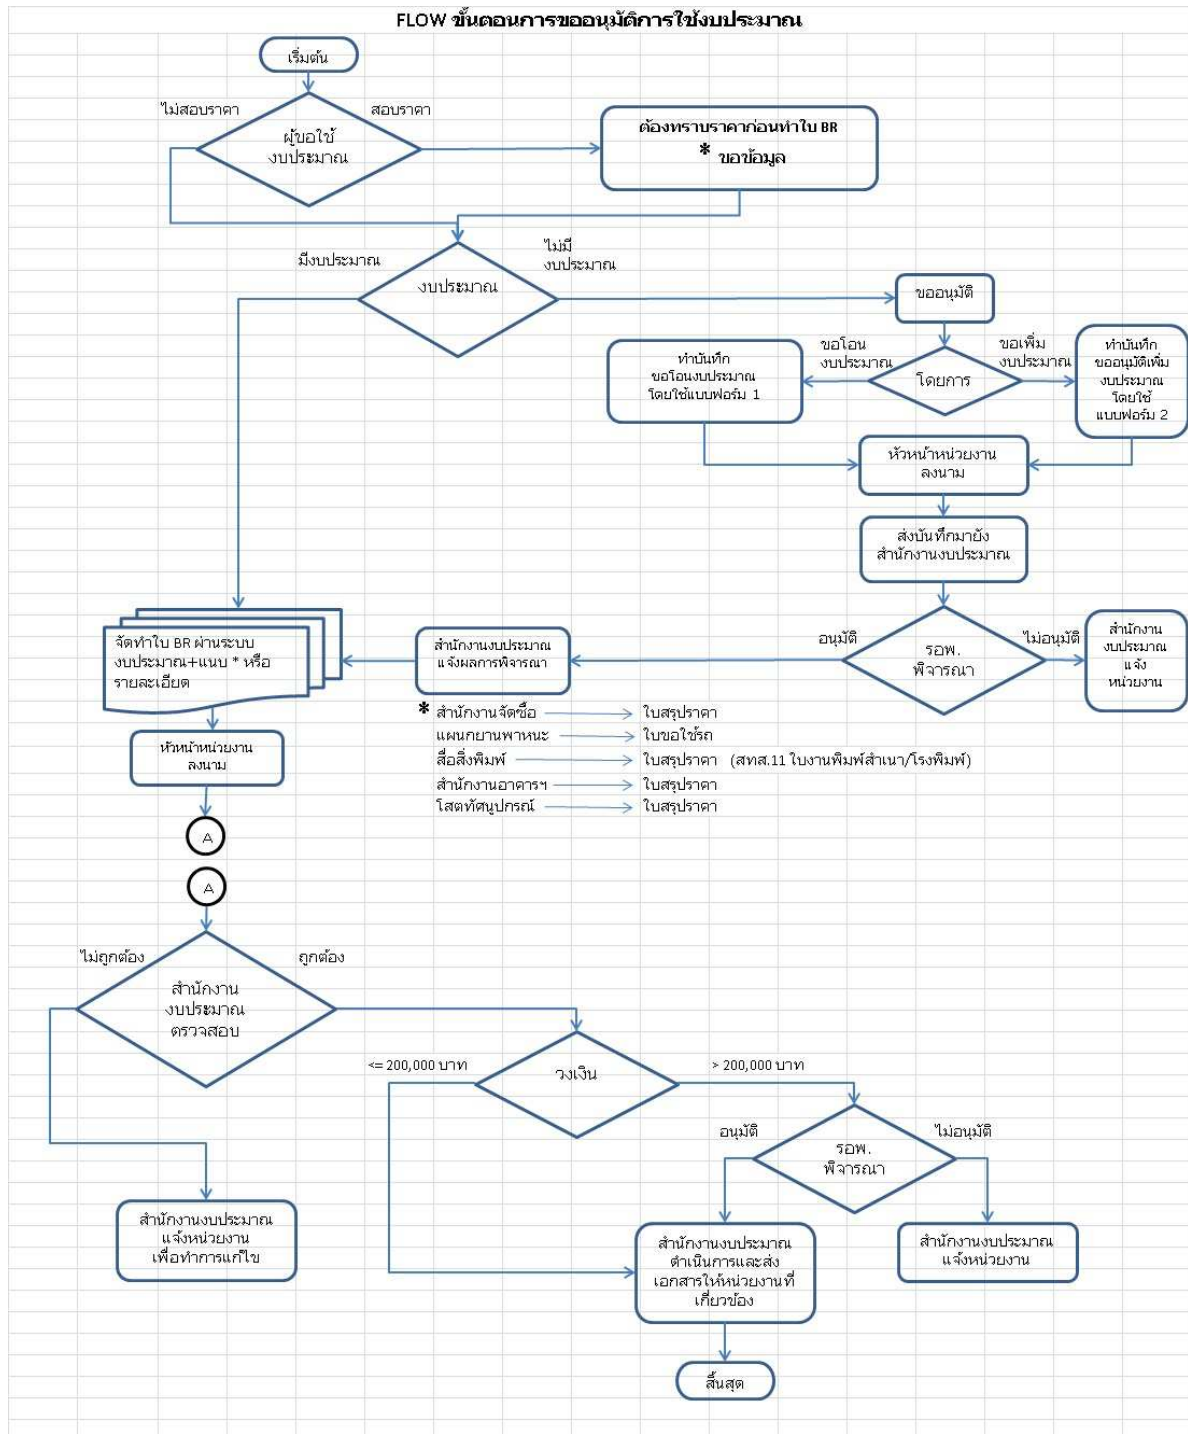 FLOW ขั้นตอนการขออนุมัติการใช้งบประมาณ
เริ่มต้น
ไม่สอบราคา
สอบราคา
ผู้ขอใช้
งบประมาณ
ต้องทราบราคาก่อนทำใบ BR
* ขอข้อมูล
มีงบประมาณ
ไม่มี
งบประมาณ
งบประมาณ
ขออนุมัติ
ขอโอน
งบประมาณ
ขอเพิ่ม
งบประมาณ
โดยการ
ทำบันทึก
ขอโอนงบประมาณ
โดยใช้แบบฟอร์ม 1
ทำบันทึก
ขออนุมัติเพิ่ม
งบประมาณ
โดยใช้
แบบฟอร์ม 2
หัวหน้าหน่วยงาน
ลงนาม
ส่งบันทึกมายัง
สำนักงานงบประมาณ
อนุมัติ
ไม่อนุมัติ
รอพ.
พิจารณา
สำนักงาน
งบประมาณ
แจ้ง
หน่วยงาน
สำนักงานงบประมาณ
แจ้งผลการพิจารณา
จัดทำใบ BR ผ่านระบบ
งบประมาณ+แนบ * หรือ
รายละเอียด
* สำนักงานจัดซื้อ ใบสรุปราคา
แผนกยานพาหนะ ใบขอใช้รถ
สื่อสิ่งพิมพ์ ใบสรุปราคา (สทส.11 ใบงานพิมพ์สำเนา/โรงพิมพ์)
สำนักงานอาคารฯ ใบสรุปราคา
โสตทัศนูปกรณ์ ใบสรุปราคา
หัวหน้าหน่วยงาน
ลงนาม
A
A
ไม่ถูกต้อง
ถูกต้อง
สำนักงาน
งบประมาณ
ตรวจสอบ
<= 200,000 บาท
> 200,000 บาท
วงเงิน
อนุมัติ
ไม่อนุมัติ
รอพ.
พิจารณา
สำนักงานงบประมาณ
แจ้งหน่วยงาน
เพื่อทำการแก้ไข
สำนักงานงบประมาณ
ดำเนินการและส่ง
เอกสารให้หน่วยงานที่
เกี่ยวข้อง
สำนักงานงบประมาณ
แจ้งหน่วยงาน
สิ้นสุด